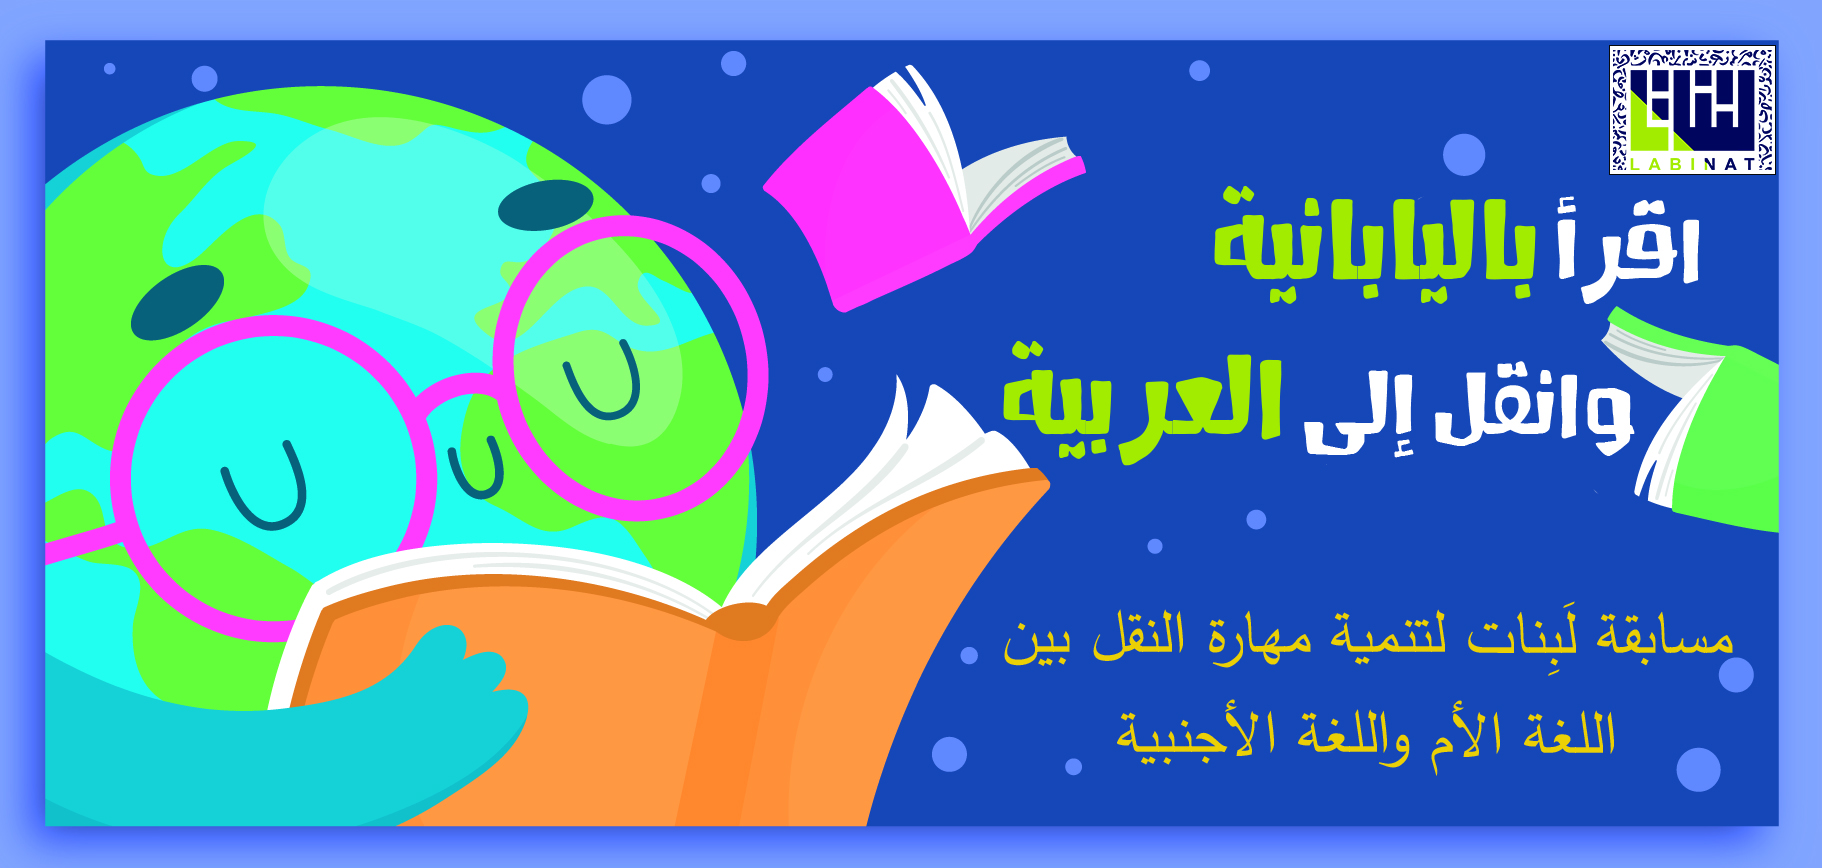 LABINAT
اقرأ باليابانية
وانقل إلى العربية
مسابقة لَبِنات لتنمية مهارة النقل بين
اللغة الأم واللغة الأجنبية